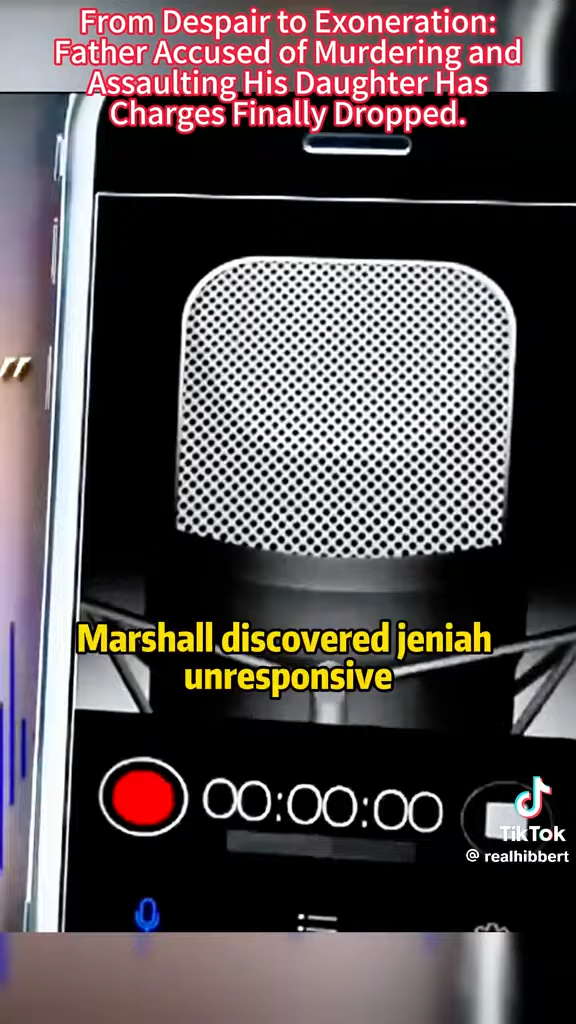 From Despair to Exoneration:
Father Accused of Murdering and
Assaulting His Daughter Has
Charges Finally Dropped.
"
Marshall discovered jeniah
unresponsive
00:00:00
TikTok
@ realhibbert